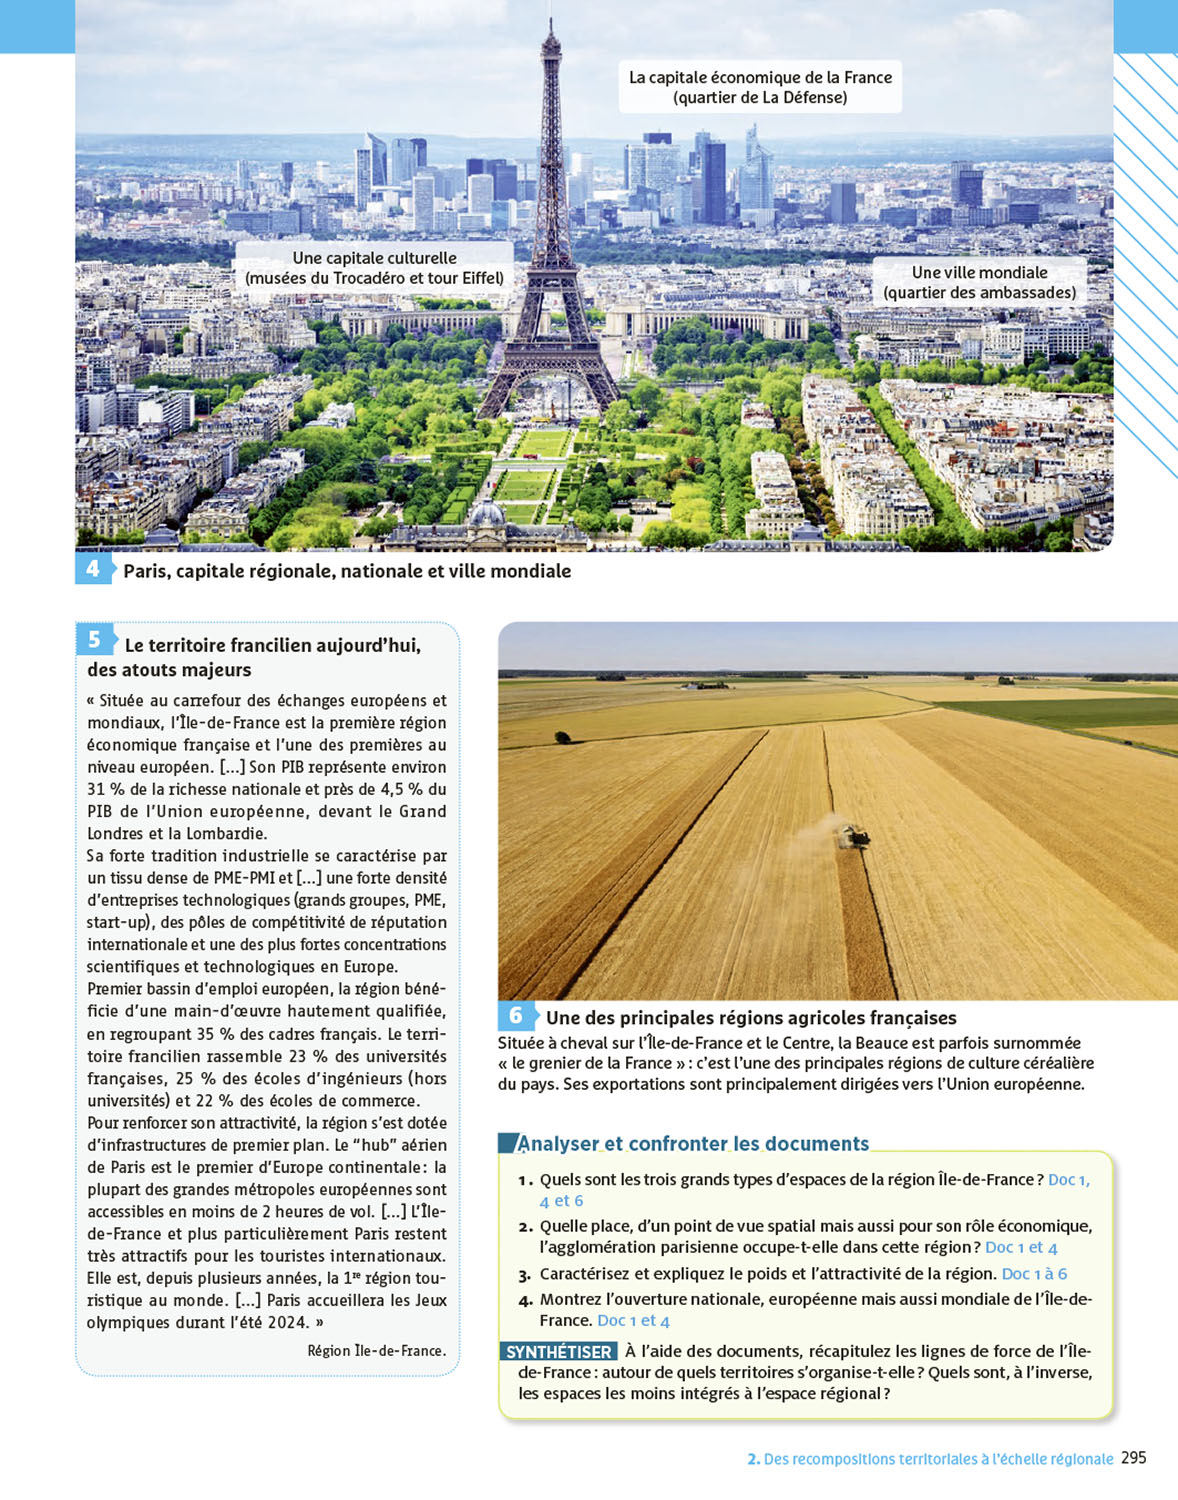 La capitale économique de la France
(quartier de La Défense)
Une capitale culturelle
(musées du Trocadéro et tour Eiffel)
Une ville mondiale
(quartier des ambassades)
4 Paris, capitale régionale, nationale et ville mondiale
5 Le territoire francilien aujourd’hui,
des atouts majeurs
« Située au carrefour des échanges européens et
mondiaux, l’Île-de-France est la première région
économique française et l’une des premières au
niveau européen. [...] Son PIB représente environ
31 % de la richesse nationale et près de 4,5 % du
PIB de l’Union européenne, devant le Grand
Londres et la Lombardie.
Sa forte tradition industrielle se caractérise par
un tissu dense de PME-PMI et [...] une forte densité
d’entreprises technologiques (grands groupes, PME,
start-up), des pôles de compétitivité de réputation
internationale et une des plus fortes concentrations
scientifiques et technologiques en Europe.
Premier bassin d’emploi européen, la région béné-
ficie d’une main-d’œuvre hautement qualifiée,
en regroupant 35 % des cadres français. Le terri-
toire francilien rassemble 23 % des universités
françaises, 25 % des écoles d’ingénieurs (hors
universités) et 22 % des écoles de commerce.
Pour renforcer son attractivité, la région s’est dotée
d’infrastructures de premier plan. Le “hub” aérien
de Paris est le premier d’Europe continentale : la
plupart des grandes métropoles européennes sont
accessibles en moins de 2 heures de vol. [...] L’Île-
de-France et plus particulièrement Paris restent
très attractifs pour les touristes internationaux.
Elle est, depuis plusieurs années, la 1re région tou-
ristique au monde. [...] Paris accueillera les Jeux
olympiques durant l’été 2024. »
Région Île-de-France.
6 Une des principales régions agricoles françaises
Située à cheval sur l’Île-de-France et le Centre, la Beauce est parfois surnommée
« le grenier de la France » : c’est l’une des principales régions de culture céréalière
du pays. Ses exportations sont principalement dirigées vers l’Union européenne.
Analyser et confronter les documents
1. Quels sont les trois grands types d’espaces de la région Île-de-France ? Doc 1,
4 et 6
2. Quelle place, d’un point de vue spatial mais aussi pour son rôle économique,
l’agglomération parisienne occupe-t-elle dans cette région ? Doc 1 et 4
3. Caractérisez et expliquez le poids et l’attractivité de la région. Doc 1 à 6
4. Montrez l’ouverture nationale, européenne mais aussi mondiale de l’Île-de-
France. Doc 1 et 4
SYNTHÉTISER À l’aide des documents, récapitulez les lignes de force de l’Île-
de-France : autour de quels territoires s’organise-t-elle ? Quels sont, à l’inverse,
les espaces les moins intégrés à l’espace régional ?
2. Des recompositions territoriales à l’échelle régionale 295